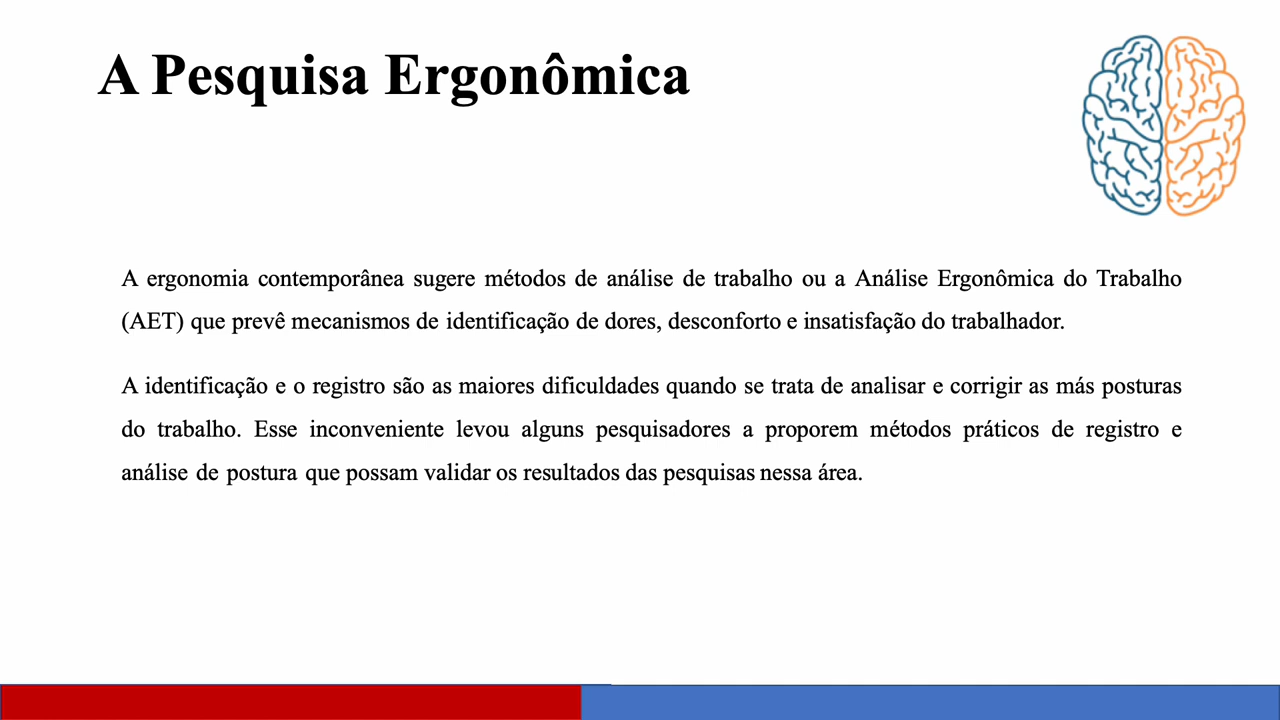 A Pesquisa Ergonômica
A ergonomia contemporânea sugere métodos de análise de trabalho ou a Análise Ergonômica do Trabalho
(AET) que prevê mecanismos de identificação de dores, desconforto e insatisfação do trabalhador.
A identificação e o registro são as maiores dificuldades quando se trata de analisar e corrigir as más posturas
do trabalho. Esse inconveniente levou alguns pesquisadores a proporem métodos práticos de registro e
análise de postura que possam validar os resultados das pesquisas nessa área.